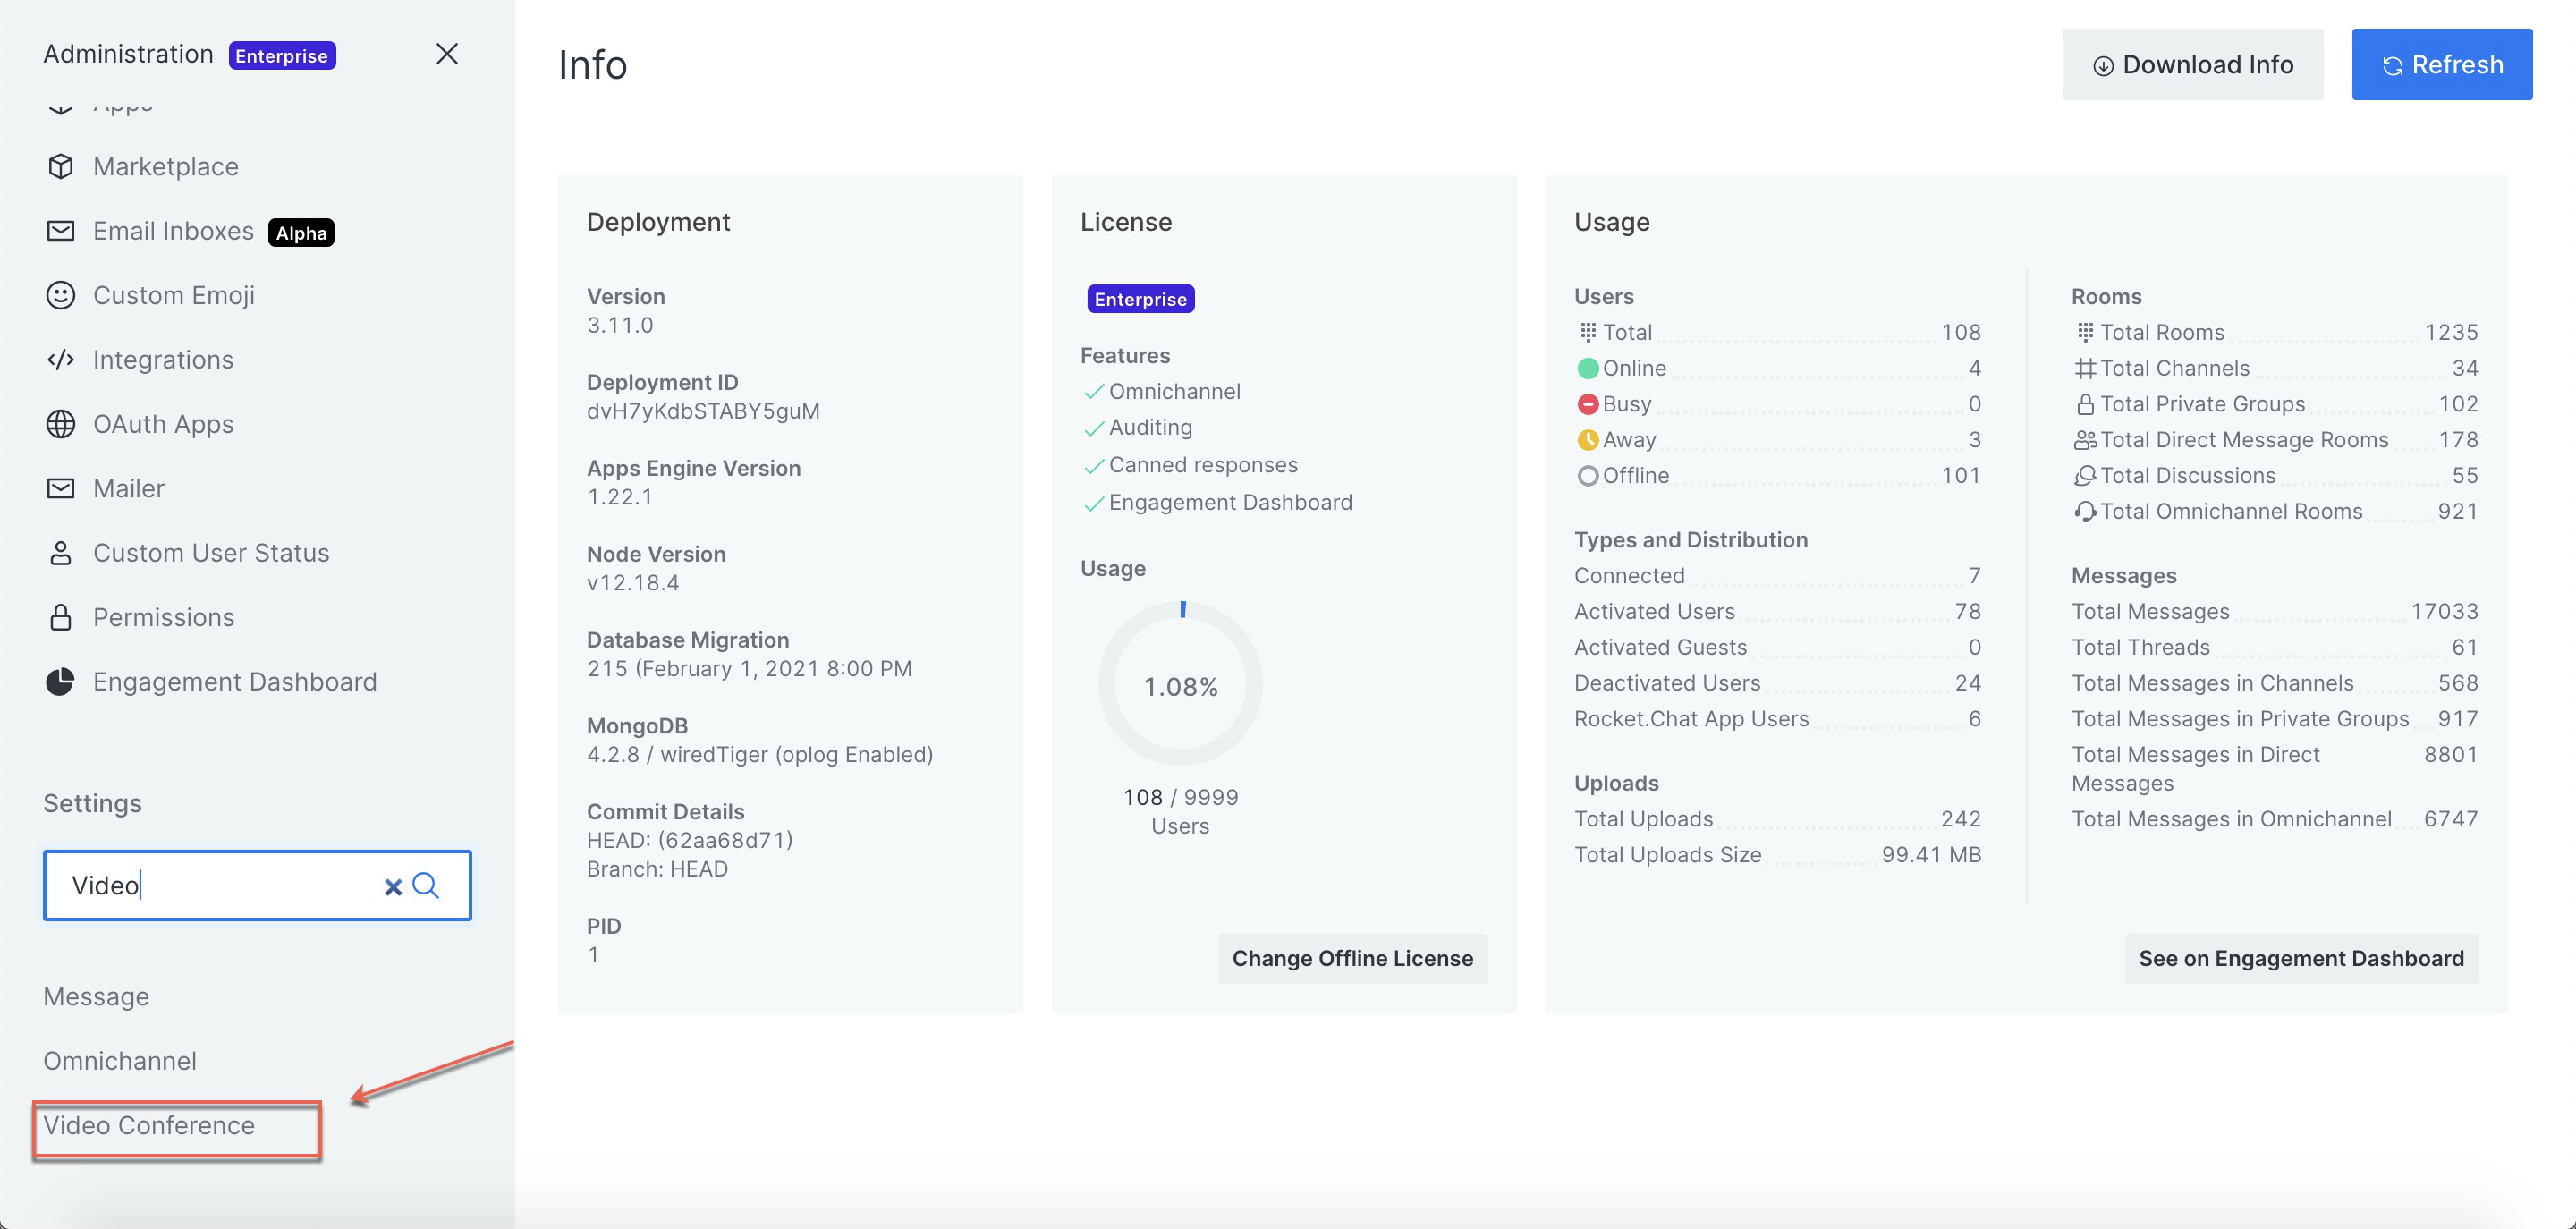 Administration Enterprise
Apps
Marketplace
Email Inboxes Alpha
Custom Emoji
Integrations
OAuth Apps
Mailer
Custom User Status
Permissions
Engagement Dashboard
Settings
Video
Message
Omnichannel
Video Conference
Info
Download Info
Refresh
Deployment
Version
3.11.0
Deployment ID
dvH7yKdbSTABY5guM
Apps Engine Version
1.22.1
Node Version
v12.18.4
Database Migration
215 (February 1, 2021 8:00 PM
MongoDB
4.2.8 / wiredTiger (oplog Enabled)
Commit Details
HEAD: (62aa68d71)
Branch: HEAD
PID
1
License
Enterprise
Features
Omnichannel
Auditing
Canned responses
Engagement Dashboard
Usage
1.08%
108 / 9999
Users
Change Offline License
Usage
Users
Total 108
Online 4
Busy 0
Away 3
Offline 101
Types and Distribution
Connected 7
Activated Users 78
Activated Guests 0
Deactivated Users 24
Rocket.Chat App Users 6
Uploads
Total Uploads 242
Total Uploads Size 99.41 MB
Rooms
Total Rooms 1235
Total Channels 34
Total Private Groups 102
Total Direct Message Rooms 178
Total Discussions 55
Total Omnichannel Rooms 921
Messages
Total Messages 17033
Total Threads 61
Total Messages in Channels 568
Total Messages in Private Groups 917
Total Messages in Direct 8801
Messages
Total Messages in Omnichannel 6747
See on Engagement Dashboard